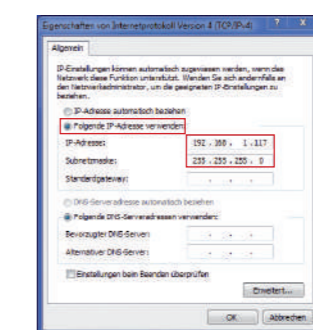 Eigenschaften von Internetprotokoll Version 4 (TCP/IPv4)
Allgemein
IP-Einstellungen können automatisch zugewiesen werden, wenn das
Netzwerk diese Funktion unterstützt. Wenden Sie sich andernfalls an
den Netzwerkadministrator, um die geeigneten IP-Einstellungen zu
beziehen.
IP-Adresse automatisch beziehen
Folgende IP-Adresse verwenden:
IP-Adresse: 192 . 168 . 1 . 117
Subnetzmaske: 255 . 255 . 255 . 0
Standardgateway: . . .
DNS-Serveradresse automatisch beziehen
Folgende DNS-Serveradressen verwenden:
Bevorzugter DNS-Server: . . .
Alternativer DNS-Server: . . .
Einstellungen beim Beenden überprüfen
Erweitert...
OK Abbrechen